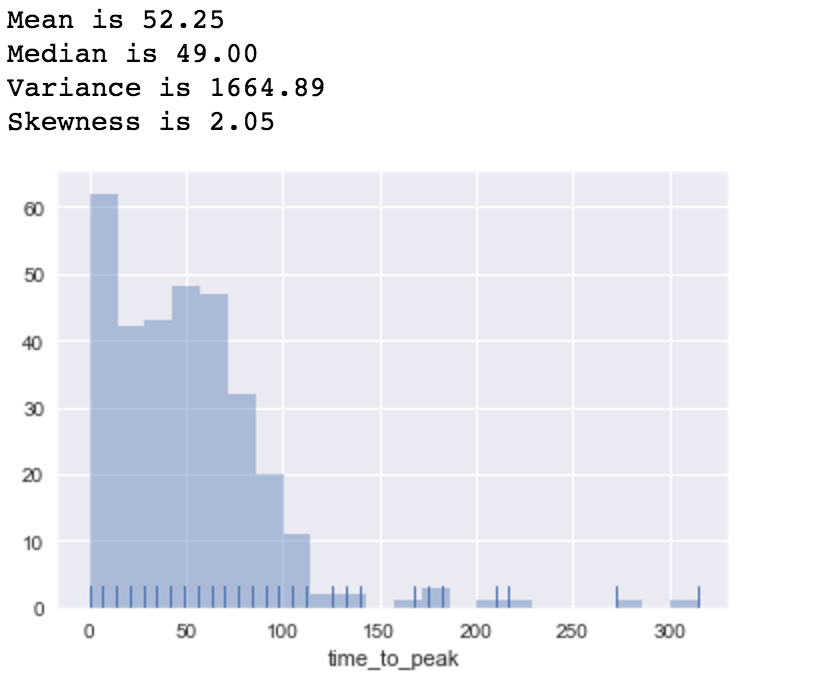 Mean is 52.25
Median is 49.00
Variance is 1664.89
Skewness is 2.05
60
50
40
30
20
10
0
0 50 100 150 200 250 300
time_to_peak